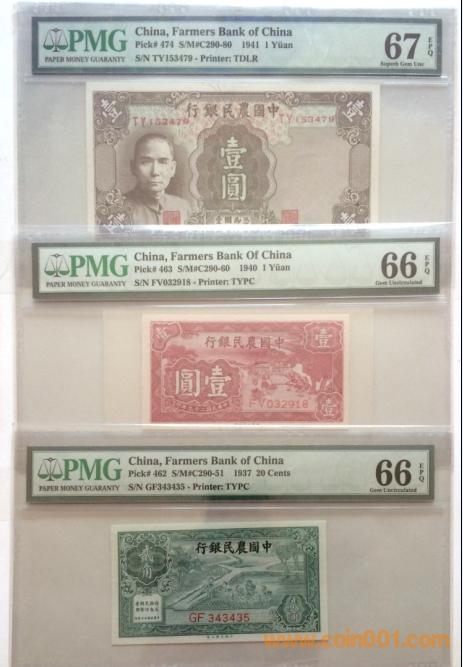 PMG
PAPER MONEY GUARANTY
China, Farmers Bank of China
Pick# 474 S/M#C290-80 1941 1 Yüan
S/N TY153479 - Printer: TDLR
67 EPQ
Superb Gem Unc
行銀民農國中
TY153479 TY153479
壹圓
PMG
PAPER MONEY GUARANTY
China, Farmers Bank Of China
Pick# 463 S/M#C290-60 1940 1 Yüan
S/N FV032918 - Printer: TYPC
66 EPQ
Gem Uncirculated
行銀民農國中
圓壹
壹
FV032918
PMG
PAPER MONEY GUARANTY
China, Farmers Bank of China
Pick# 462 S/M#C290-51 1937 20 Cents
S/N GF343435 - Printer: TYPC
66 EPQ
Gem Uncirculated
行銀民農國中
貳角
GF 343435
www.coin001.com